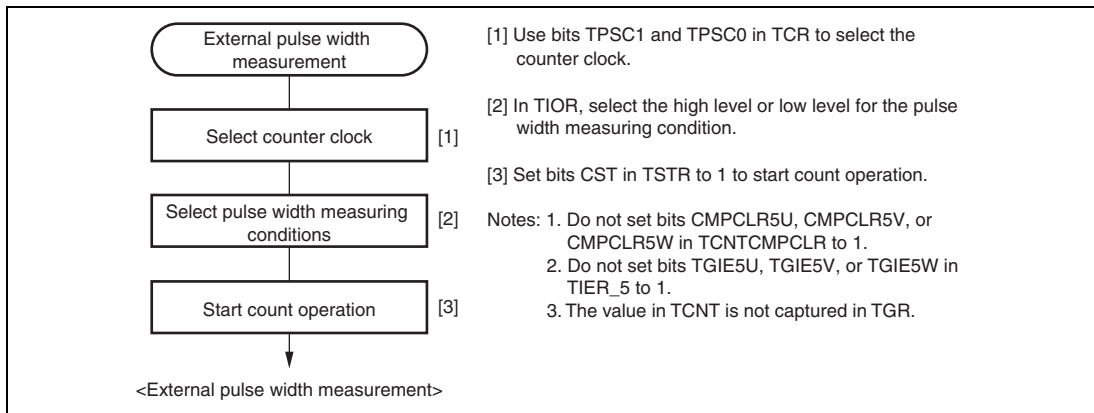 External pulse width
measurement
Select counter clock
[1]
Select pulse width measuring
conditions
[2]
Start count operation
[3]
<External pulse width measurement>
[1] Use bits TPSC1 and TPSC0 in TCR to select the
counter clock.
[2] In TIOR, select the high level or low level for the pulse
width measuring condition.
[3] Set bits CST in TSTR to 1 to start count operation.
Notes: 1. Do not set bits CMPCLR5U, CMPCLR5V, or
CMPCLR5W in TCNTCMPCLR to 1.
2. Do not set bits TGIE5U, TGIE5V, or TGIE5W in
TIER_5 to 1.
3. The value in TCNT is not captured in TGR.